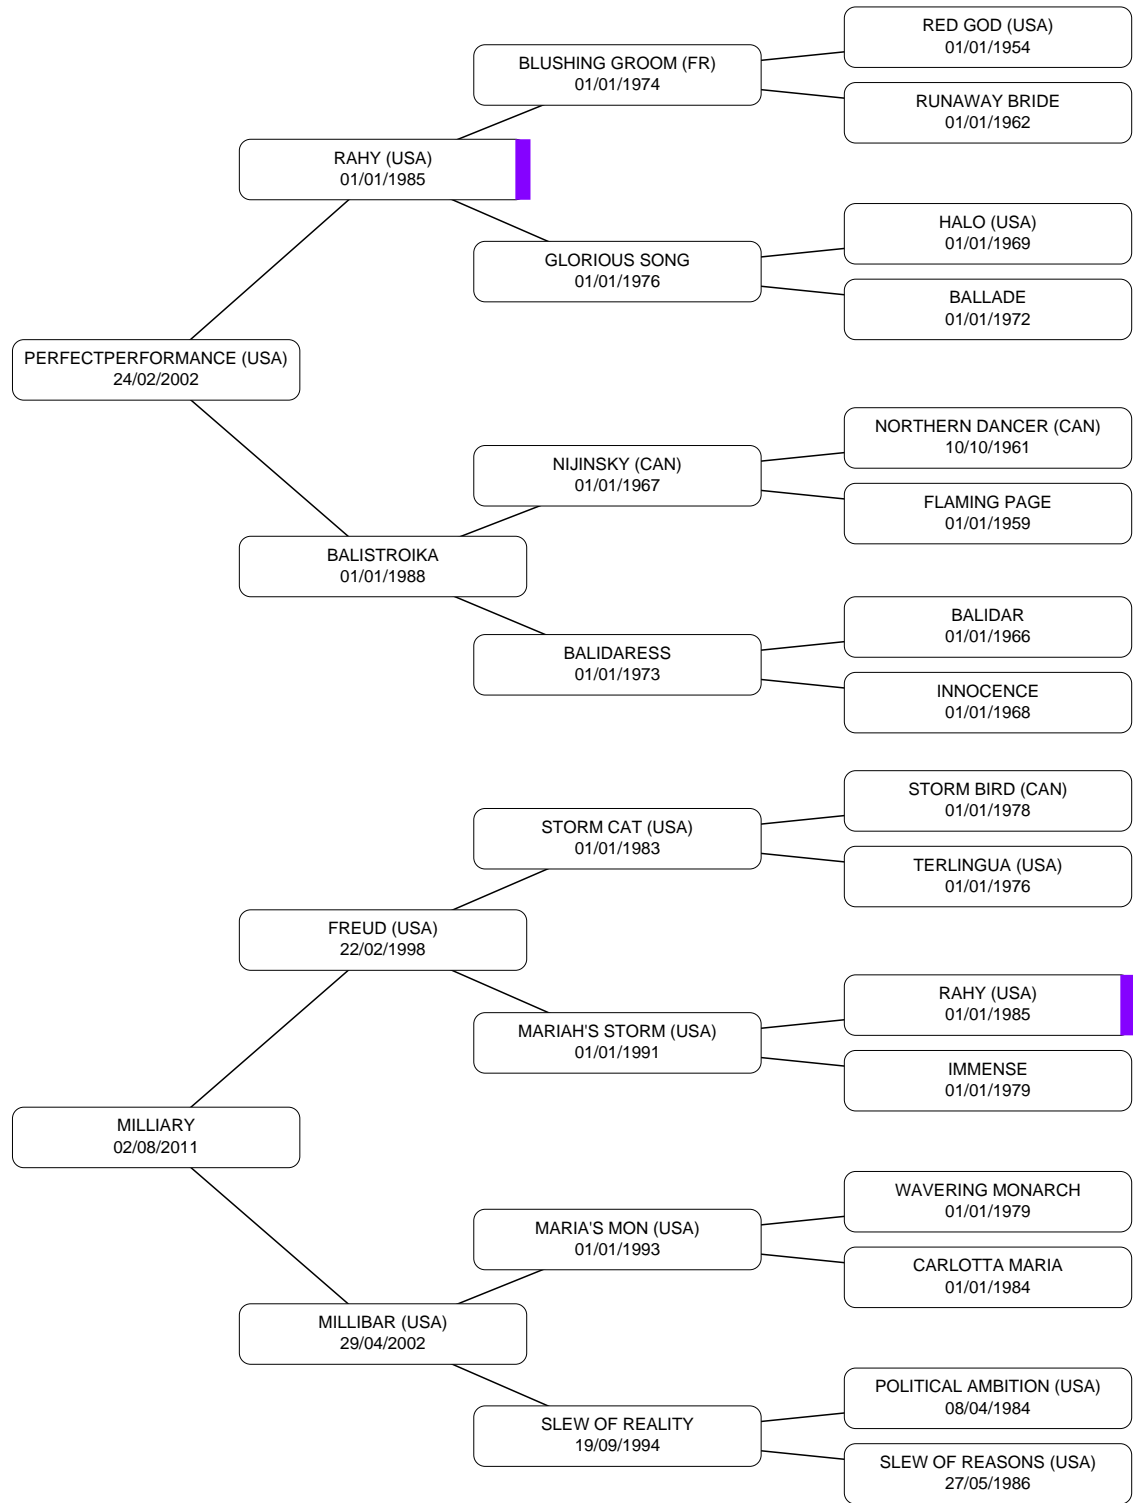 RED GOD (USA)
01/01/1954
BLUSHING GROOM (FR)
01/01/1974
RUNAWAY BRIDE
01/01/1962
RAHY (USA)
01/01/1985
HALO (USA)
01/01/1969
GLORIOUS SONG
01/01/1976
BALLADE
01/01/1972
PERFECTPERFORMANCE (USA)
24/02/2002
NORTHERN DANCER (CAN)
10/10/1961
NIJINSKY (CAN)
01/01/1967
FLAMING PAGE
01/01/1959
BALISTROIKA
01/01/1988
BALIDAR
01/01/1966
BALIDARESS
01/01/1973
INNOCENCE
01/01/1968
STORM BIRD (CAN)
01/01/1978
STORM CAT (USA)
01/01/1983
TERLINGUA (USA)
01/01/1976
FREUD (USA)
22/02/1998
RAHY (USA)
01/01/1985
MARIAH'S STORM (USA)
01/01/1991
IMMENSE
01/01/1979
MILLIARY
02/08/2011
WAVERING MONARCH
01/01/1979
MARIA'S MON (USA)
01/01/1993
CARLOTTA MARIA
01/01/1984
MILLIBAR (USA)
29/04/2002
POLITICAL AMBITION (USA)
08/04/1984
SLEW OF REALITY
19/09/1994
SLEW OF REASONS (USA)
27/05/1986